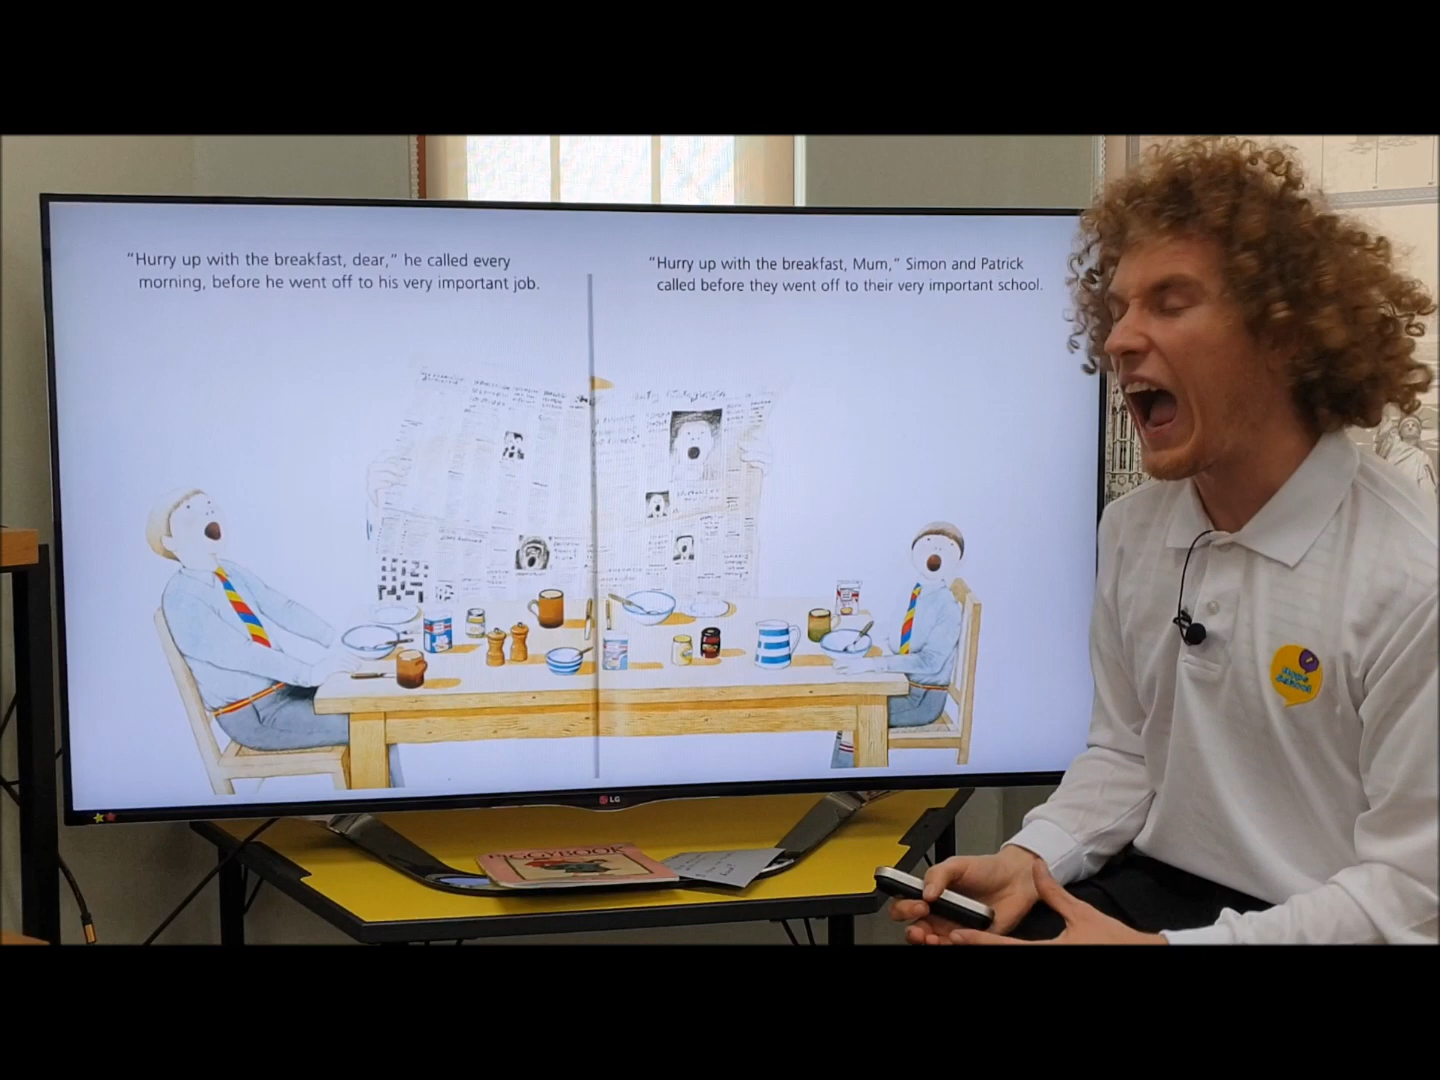 “Hurry up with the breakfast, dear,” he called every
morning, before he went off to his very important job.
“Hurry up with the breakfast, Mum,” Simon and Patrick
called before they went off to their very important school.
LG
PIGGYBOOK